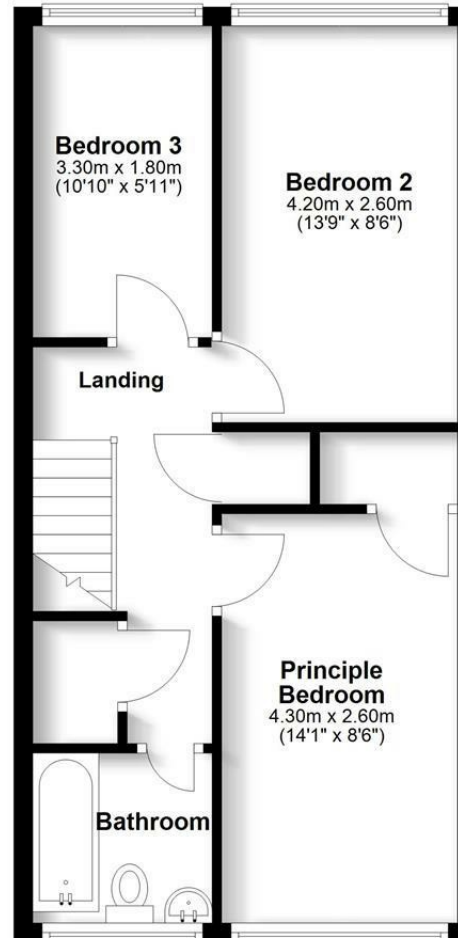 Bedroom 3
3.30m x 1.80m
(10'10" x 5'11")
Bedroom 2
4.20m x 2.60m
(13'9" x 8'6")
Landing
Principle
Bedroom
4.30m x 2.60m
(14'1" x 8'6")
Bathroom